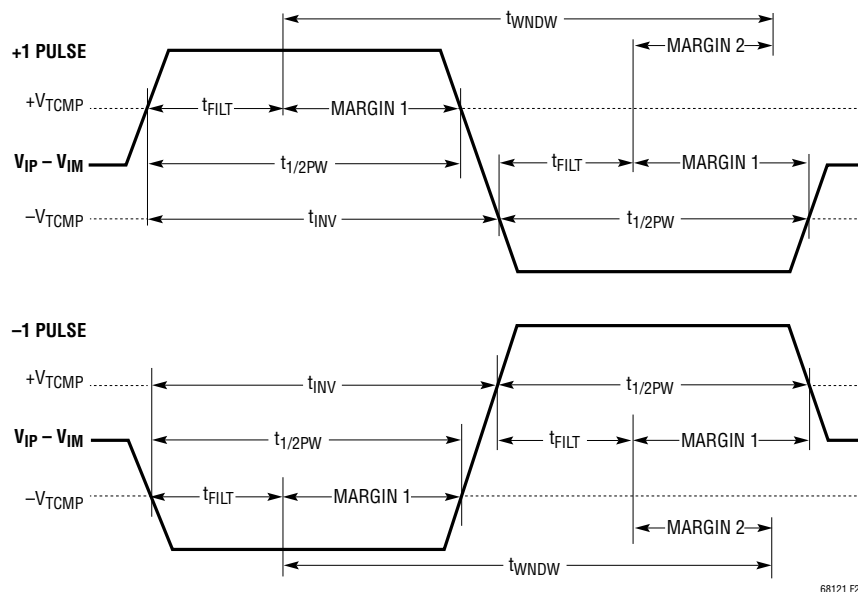 tWNDW
+1 PULSE
MARGIN 2
+VTCMP
tFILT
MARGIN 1
VIP – VIM
t1/2PW
tFILT
MARGIN 1
–VTCMP
tINV
t1/2PW
–1 PULSE
+VTCMP
tINV
t1/2PW
VIP – VIM
t1/2PW
tFILT
MARGIN 1
–VTCMP
tFILT
MARGIN 1
MARGIN 2
tWNDW